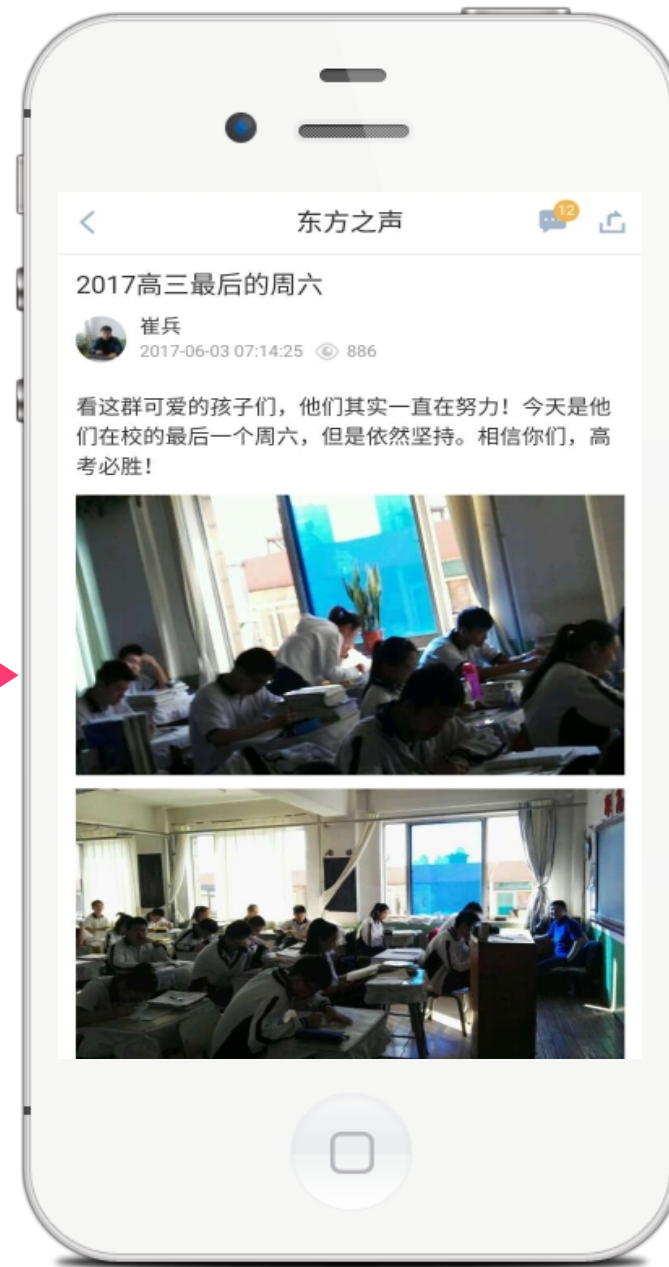 东方之声
12
2017高三最后的周六
崔兵
2017-06-03 07:14:25 886
看这群可爱的孩子们，他们其实一直在努力！今天是他
们在校的最后一个周六，但是依然坚持。相信你们，高
考必胜！